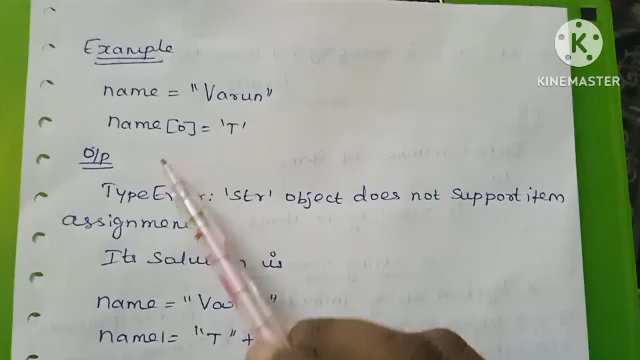 Example
name = "Varun"
name[0] = 'T'
O/p
TypeError: 'str' object does not support item
assignment
Its solution is
name = "Varun"
name1 = "T" +
K
KINEMASTER